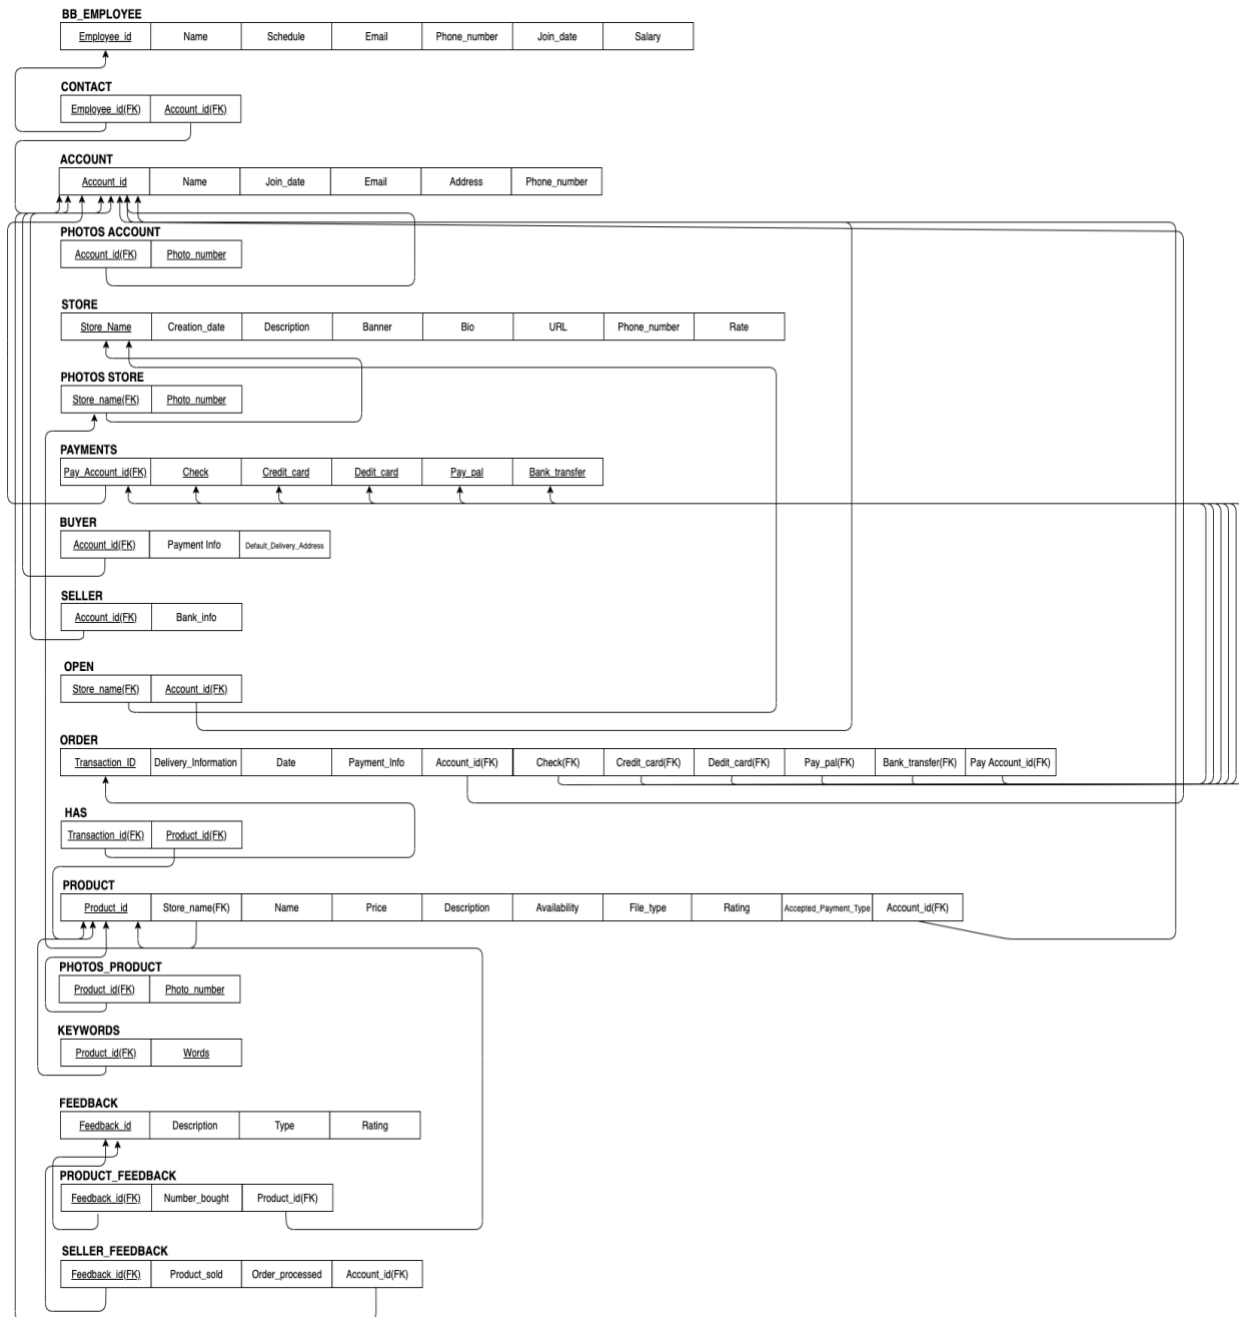 BB_EMPLOYEE
Employee_id Name Schedule Email Phone_number Join_date Salary
CONTACT
Employee_id(FK) Account_id(FK)
ACCOUNT
Account_id Name Join_date Email Address Phone_number
PHOTOS ACCOUNT
Account_id(FK) Photo_number
STORE
Store_Name Creation_date Description Banner Bio URL Phone_number Rate
PHOTOS STORE
Store_name(FK) Photo_number
PAYMENTS
Pay_Account_id(FK) Check Credit_card Dedit_card Pay_pal Bank_transfer
BUYER
Account_id(FK) Payment Info Default_Delivery_Address
SELLER
Account_id(FK) Bank_info
OPEN
Store_name(FK) Account_id(FK)
ORDER
Transaction_ID Delivery_Information Date Payment_Info Account_id(FK) Check(FK) Credit_card(FK) Dedit_card(FK) Pay_pal(FK) Bank_transfer(FK) Pay Account_id(FK)
HAS
Transaction_id(FK) Product_id(FK)
PRODUCT
Product_id Store_name(FK) Name Price Description Availability File_type Rating Accepted_Payment_Type Account_id(FK)
PHOTOS_PRODUCT
Product_id(FK) Photo_number
KEYWORDS
Product_id(FK) Words
FEEDBACK
Feedback_id Description Type Rating
PRODUCT_FEEDBACK
Feedback_id(FK) Number_bought Product_id(FK)
SELLER_FEEDBACK
Feedback_id(FK) Product_sold Order_processed Account_id(FK)